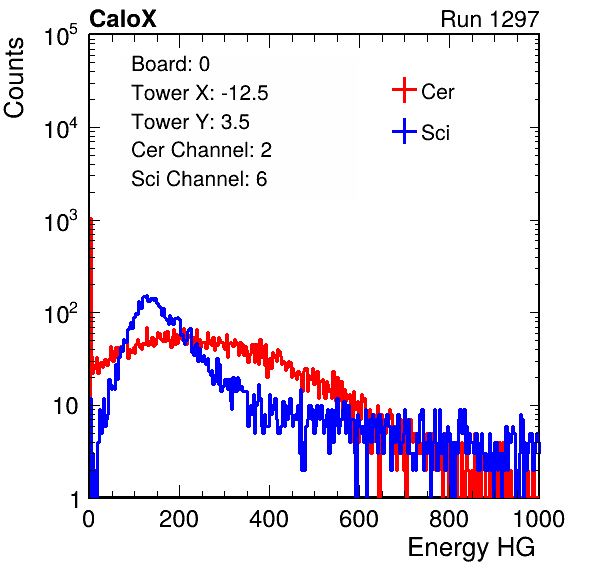 CaloX Run 1297
Counts
Board: 0
Tower X: -12.5
Tower Y: 3.5
Cer Channel: 2
Sci Channel: 6
Cer
Sci
10^5
10^4
10^3
10^2
10
1
0 200 400 600 800 1000
Energy HG